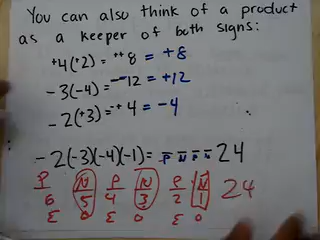 You can also think of a product
as a keeper of both signs:
+4(+2) = ++8 = +8
-3(-4) = --12 = +12
-2(+3) = -+4 = -4
-2(-3)(-4)(-1) = ---- 24
P N P N P N 24
6 5 4 3 2 1
E O E O E O